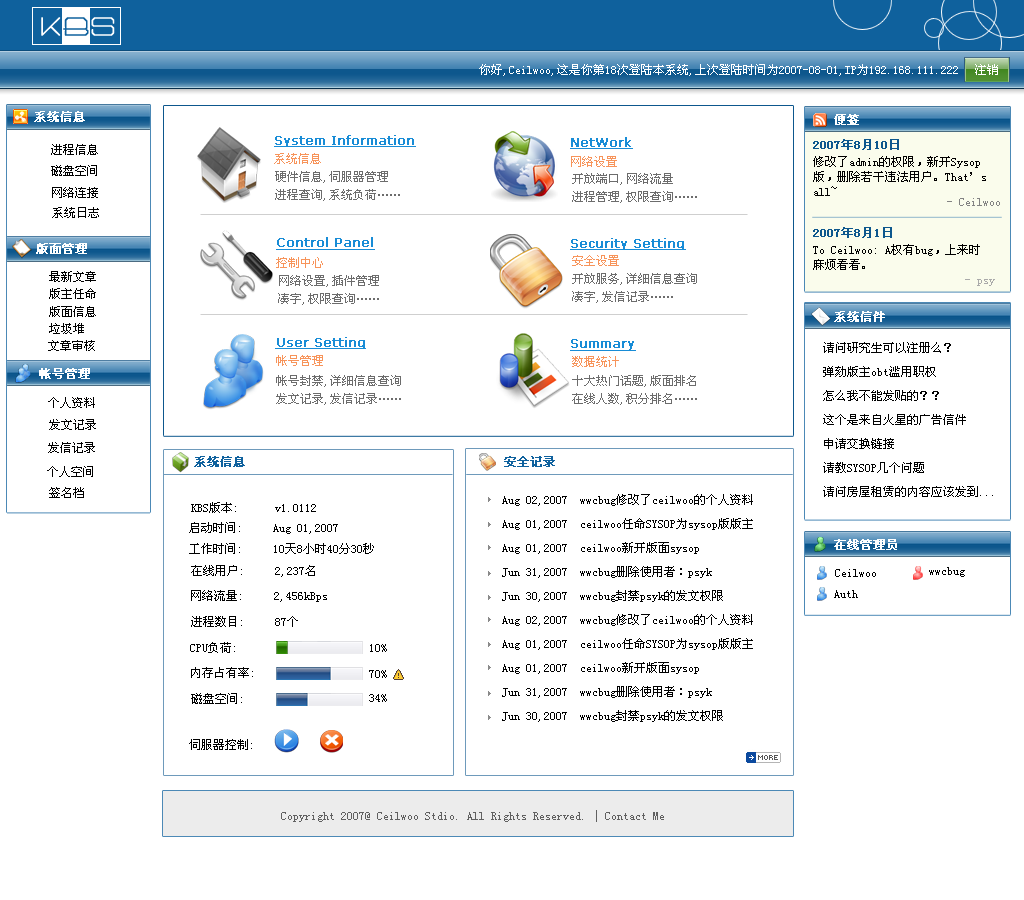 KBS
你好,Ceilwoo,这是你第18次登陆本系统,上次登陆时间为2007-08-01,IP为192.168.111.222 注销
系统信息
进程信息
磁盘空间
网络连接
系统日志
版面管理
最新文章
版主任命
版面信息
垃圾堆
文章审核
帐号管理
个人资料
发文记录
发信记录
个人空间
签名档
System Information
系统信息
硬件信息,伺服器管理
进程查询,系统负荷······
NetWork
网络设置
开放端口,网络流量
进程管理,权限查询······
Control Panel
控制中心
网络设置,插件管理
凑字,权限查询······
Security Setting
安全设置
开放服务,详细信息查询
凑字,发信记录······
User Setting
帐号管理
帐号封禁,详细信息查询
发文记录,发信记录······
Summary
数据统计
十大热门话题,版面排名
在线人数,积分排名······
系统信息
KBS版本: v1.0112
启动时间: Aug 01,2007
工作时间: 10天8小时40分30秒
在线用户: 2,237名
网络流量: 2,456kBps
进程数目: 87个
CPU负荷: 10%
内存占有率: 70%
磁盘空间: 34%
伺服器控制:
安全记录
Aug 02,2007 wwcbug修改了ceilwoo的个人资料
Aug 01,2007 ceilwoo任命SYSOP为sysop版版主
Aug 01,2007 ceilwoo新开版面sysop
Jun 31,2007 wwcbug删除使用者：psyk
Jun 30,2007 wwcbug封禁psyk的发文权限
Aug 02,2007 wwcbug修改了ceilwoo的个人资料
Aug 01,2007 ceilwoo任命SYSOP为sysop版版主
Aug 01,2007 ceilwoo新开版面sysop
Jun 31,2007 wwcbug删除使用者：psyk
Jun 30,2007 wwcbug封禁psyk的发文权限
MORE
便签
2007年8月10日
修改了admin的权限，新开Sysop
版，删除若干违法用户。That’s
all~
- Ceilwoo
2007年8月1日
To Ceilwoo: A权有bug，上来时
麻烦看看。
- psy
系统信件
请问研究生可以注册么？
弹劾版主obt滥用职权
怎么我不能发贴的？？
这个是来自火星的广告信件
申请交换链接
请教SYSOP几个问题
请问房屋租赁的内容应该发到...
在线管理员
Ceilwoo wwcbug
Auth
Copyright 2007@ Ceilwoo Stdio. All Rights Reserved. | Contact Me